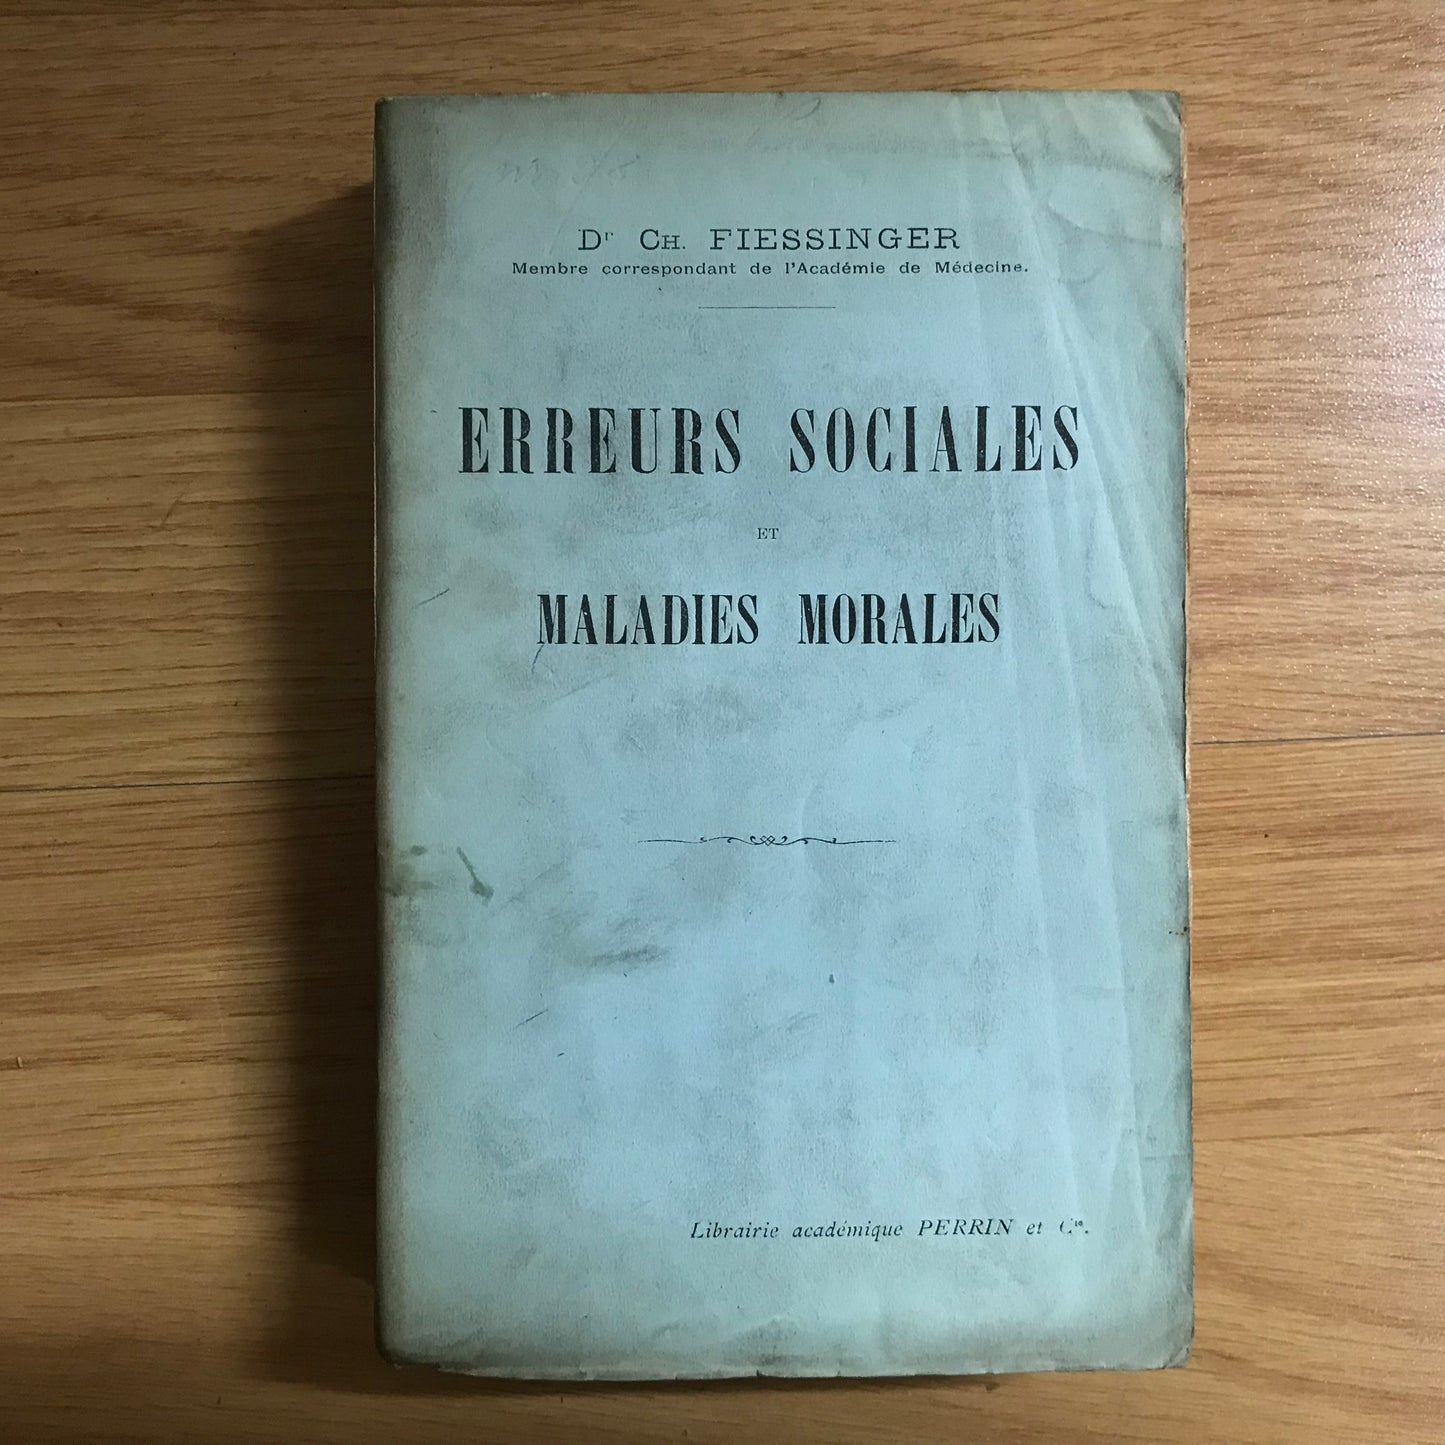 Dr CH. FIESSINGER
Membre correspondant de l'Académie de Médecine.
ERREURS SOCIALES
ET
MALADIES MORALES
Librairie académique PERRIN et Cie.